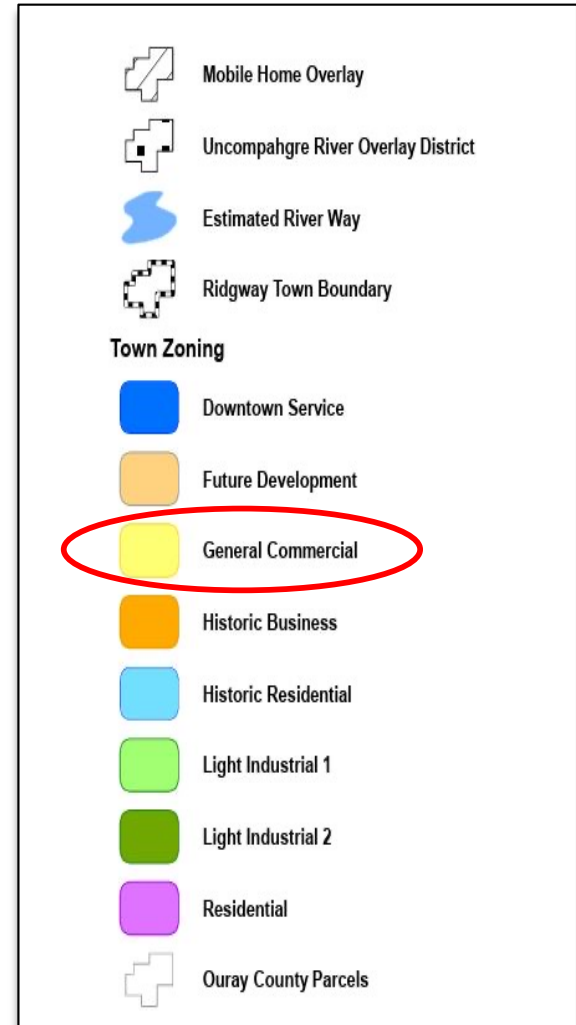 Mobile Home Overlay
Uncompahgre River Overlay District
Estimated River Way
Ridgway Town Boundary
Town Zoning
Downtown Service
Future Development
General Commercial
Historic Business
Historic Residential
Light Industrial 1
Light Industrial 2
Residential
Ouray County Parcels